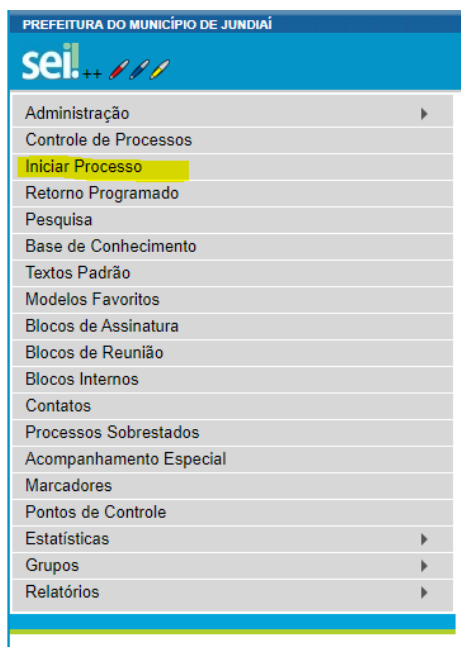 PREFEITURA DO MUNICÍPIO DE JUNDIAÍ
sei! ++
Administração
Controle de Processos
Iniciar Processo
Retorno Programado
Pesquisa
Base de Conhecimento
Textos Padrão
Modelos Favoritos
Blocos de Assinatura
Blocos de Reunião
Blocos Internos
Contatos
Processos Sobrestados
Acompanhamento Especial
Marcadores
Pontos de Controle
Estatísticas
Grupos
Relatórios